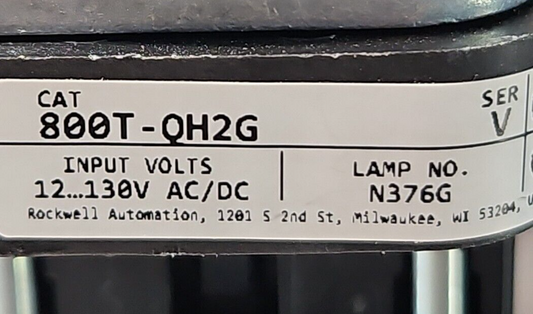 CAT
800T-QH2G
SER
V
INPUT VOLTS
12…130V AC/DC
LAMP NO.
N376G
Rockwell Automation, 1201 S 2nd St, Milwaukee, WI 53204,